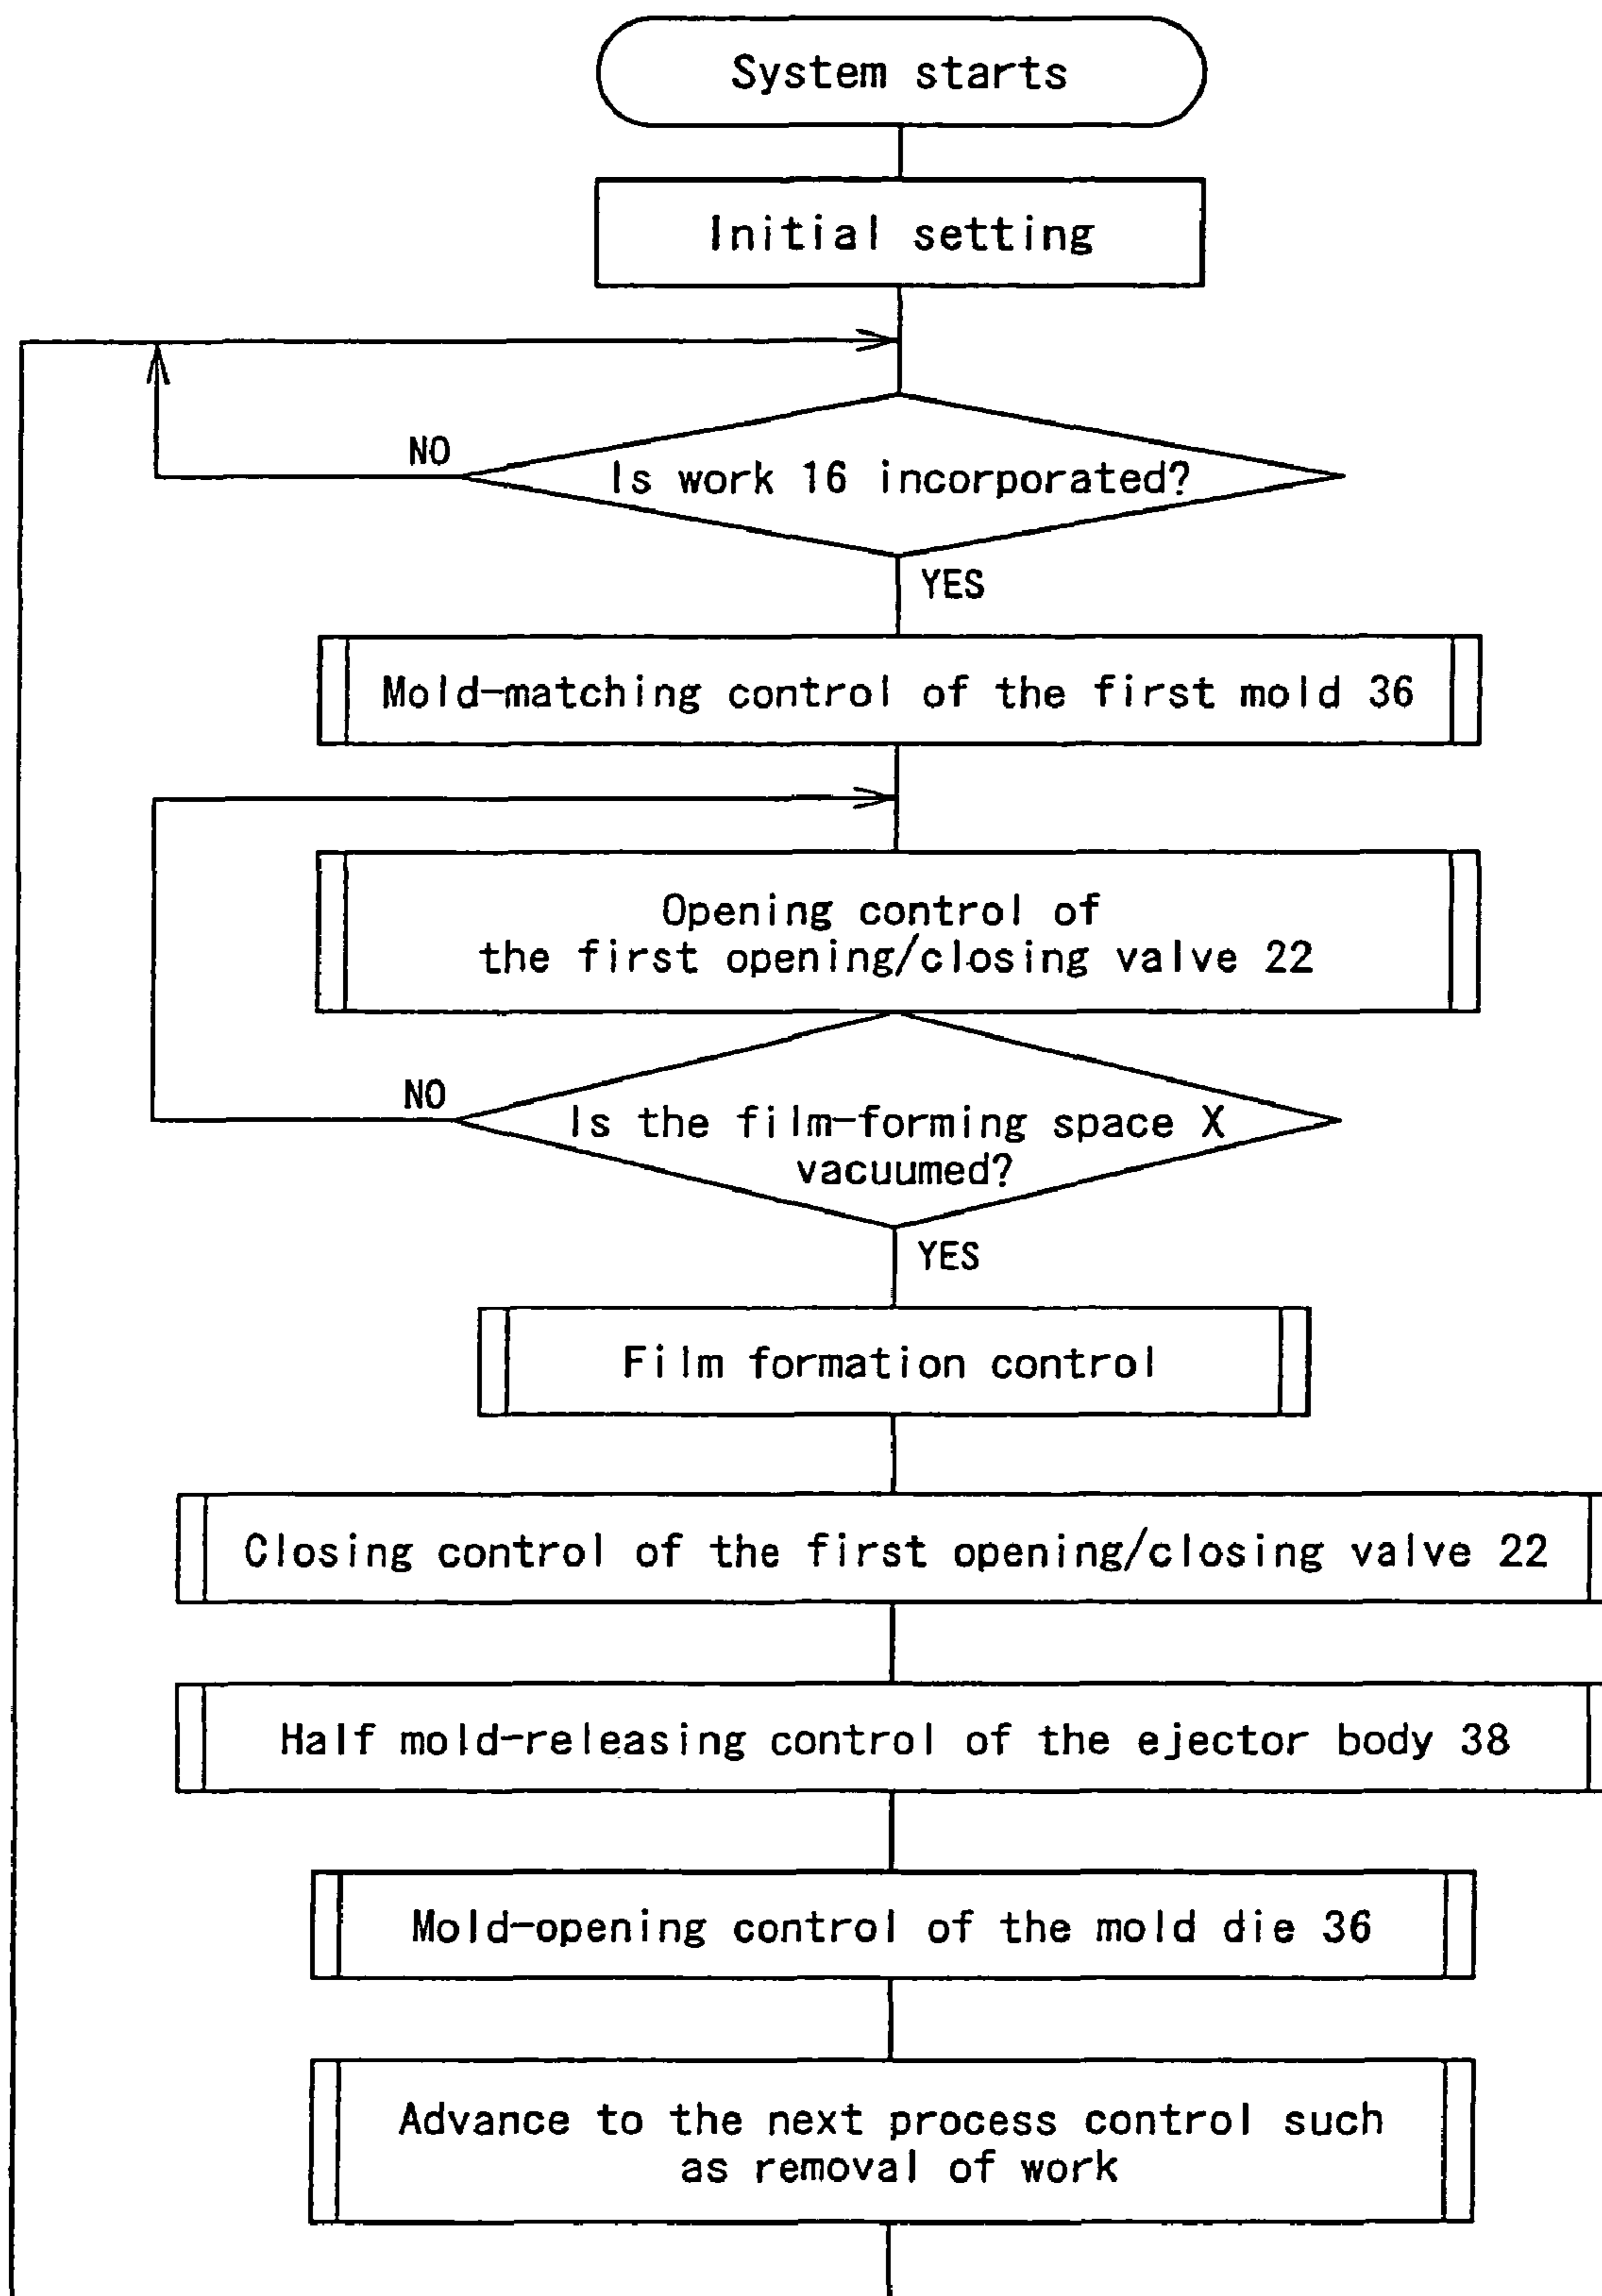 System starts
Initial setting
NO
Is work 16 incorporated?
YES
Mold-matching control of the first mold 36
Opening control of
the first opening/closing valve 22
NO
Is the film-forming space X
vacuumed?
YES
Film formation control
Closing control of the first opening/closing valve 22
Half mold-releasing control of the ejector body 38
Mold-opening control of the mold die 36
Advance to the next process control such
as removal of work